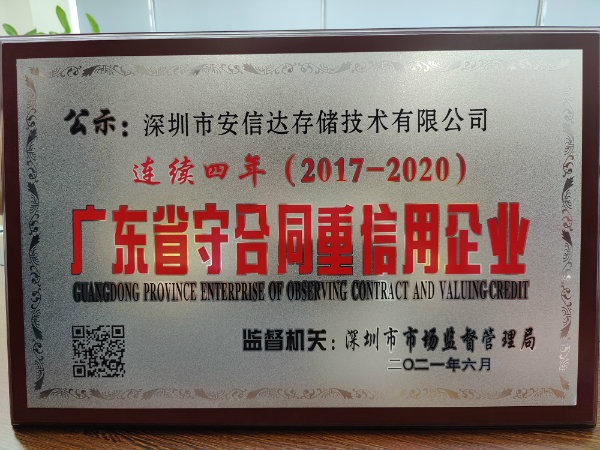 公示：深圳市安信达存储技术有限公司
连续四年（2017-2020）
广东省守合同重信用企业
GUANGDONG PROVINCE ENTERPRISE OF OBSERVING CONTRACT AND VALUING CREDIT
监督机关：深圳市市场监督管理局
二〇二一年六月